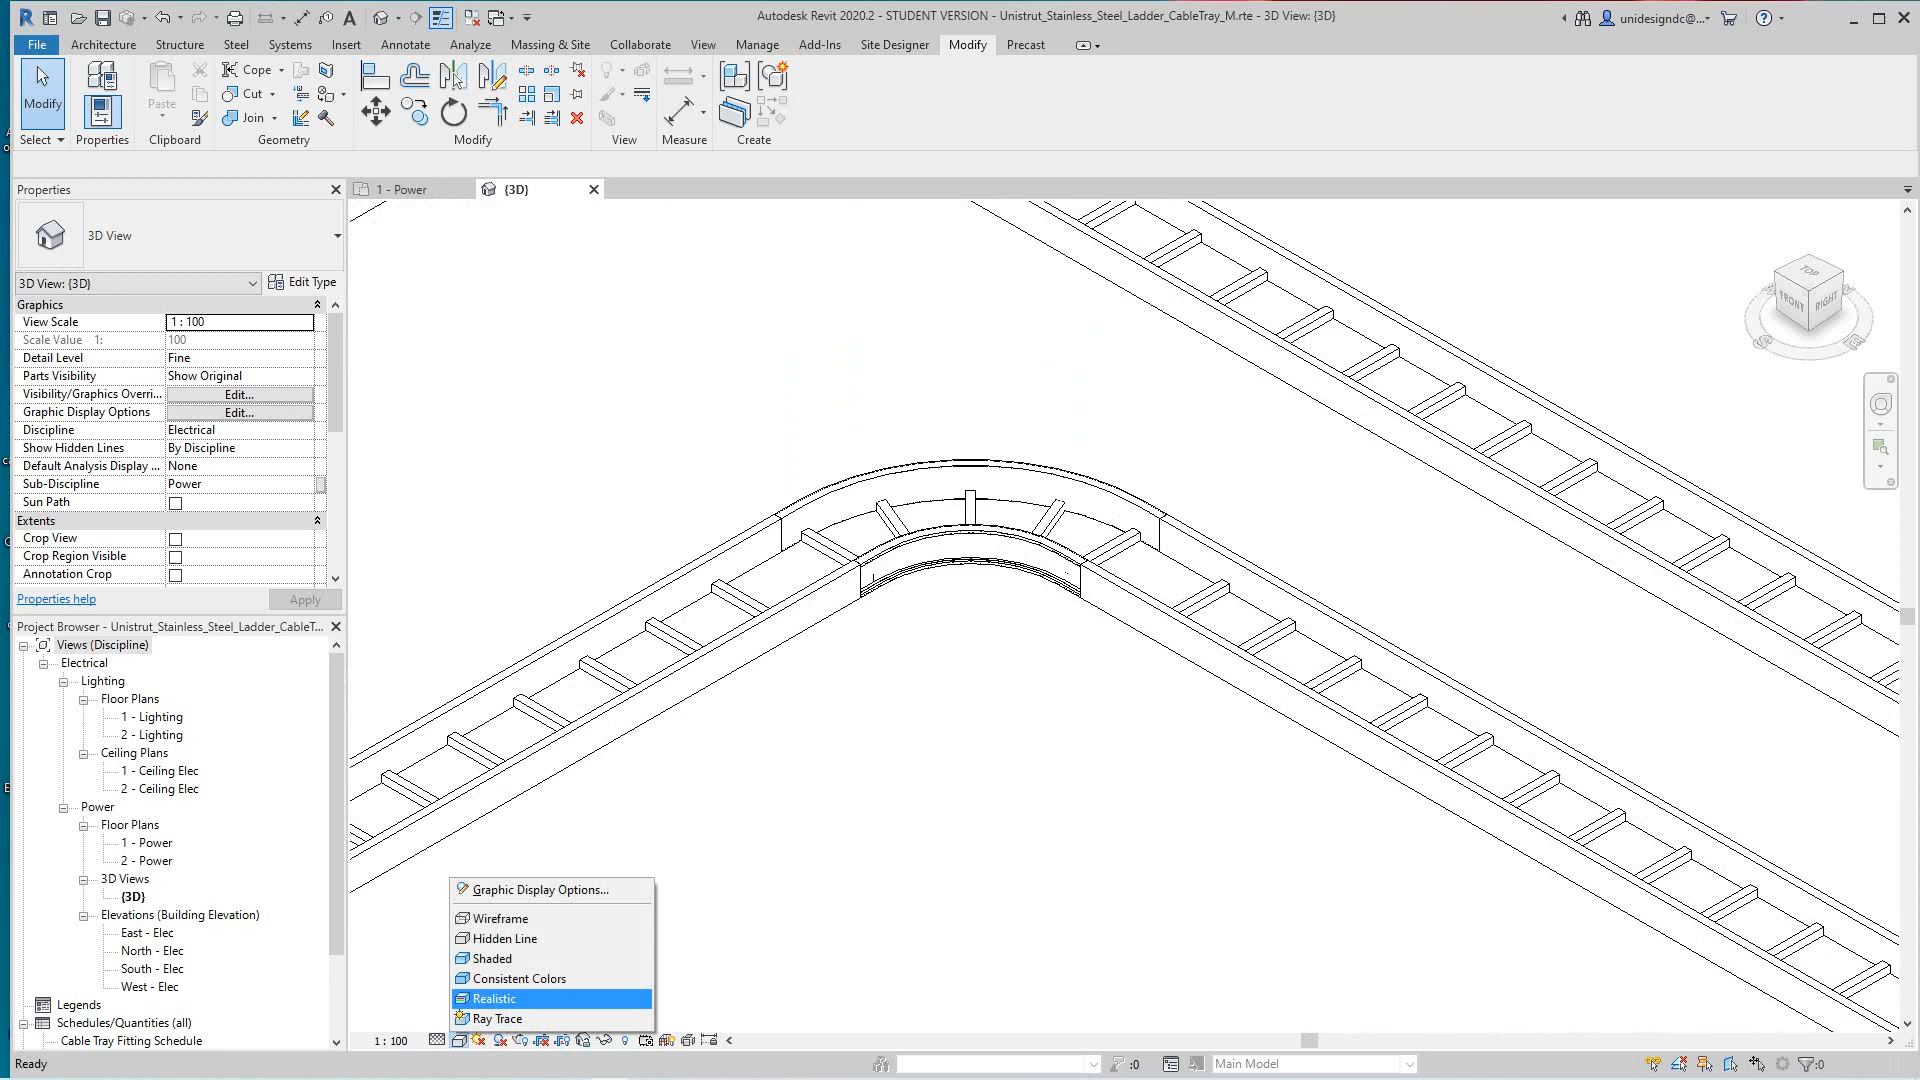 Autodesk Revit 2020.2 - STUDENT VERSION - Unistrut_Stainless_Steel_Ladder_CableTray_M.rte - 3D View: {3D}
unidesigndc@...
File Architecture Structure Steel Systems Insert Annotate Analyze Massing & Site Collaborate View Manage Add-Ins Site Designer Modify Precast
Modify
Paste
Cope
Cut
Join
Select Properties Clipboard Geometry Modify View Measure Create
Properties
1 - Power
{3D}
3D View
3D View: {3D}
Edit Type
Graphics
View Scale 1 : 100
Scale Value 1: 100
Detail Level Fine
Parts Visibility Show Original
Visibility/Graphics Overri... Edit...
Graphic Display Options Edit...
Discipline Electrical
Show Hidden Lines By Discipline
Default Analysis Display ... None
Sub-Discipline Power
Sun Path
Extents
Crop View
Crop Region Visible
Annotation Crop
Properties help
Apply
Project Browser - Unistrut_Stainless_Steel_Ladder_CableT...
Views (Discipline)
Electrical
Lighting
Floor Plans
1 - Lighting
2 - Lighting
Ceiling Plans
1 - Ceiling Elec
2 - Ceiling Elec
Power
Floor Plans
1 - Power
2 - Power
3D Views
{3D}
Elevations (Building Elevation)
East - Elec
North - Elec
South - Elec
West - Elec
Legends
Schedules/Quantities (all)
Cable Tray Fitting Schedule
TOP
FRONT
RIGHT
Graphic Display Options...
Wireframe
Hidden Line
Shaded
Consistent Colors
Realistic
Ray Trace
1 : 100
Ready
:0
Main Model
:0